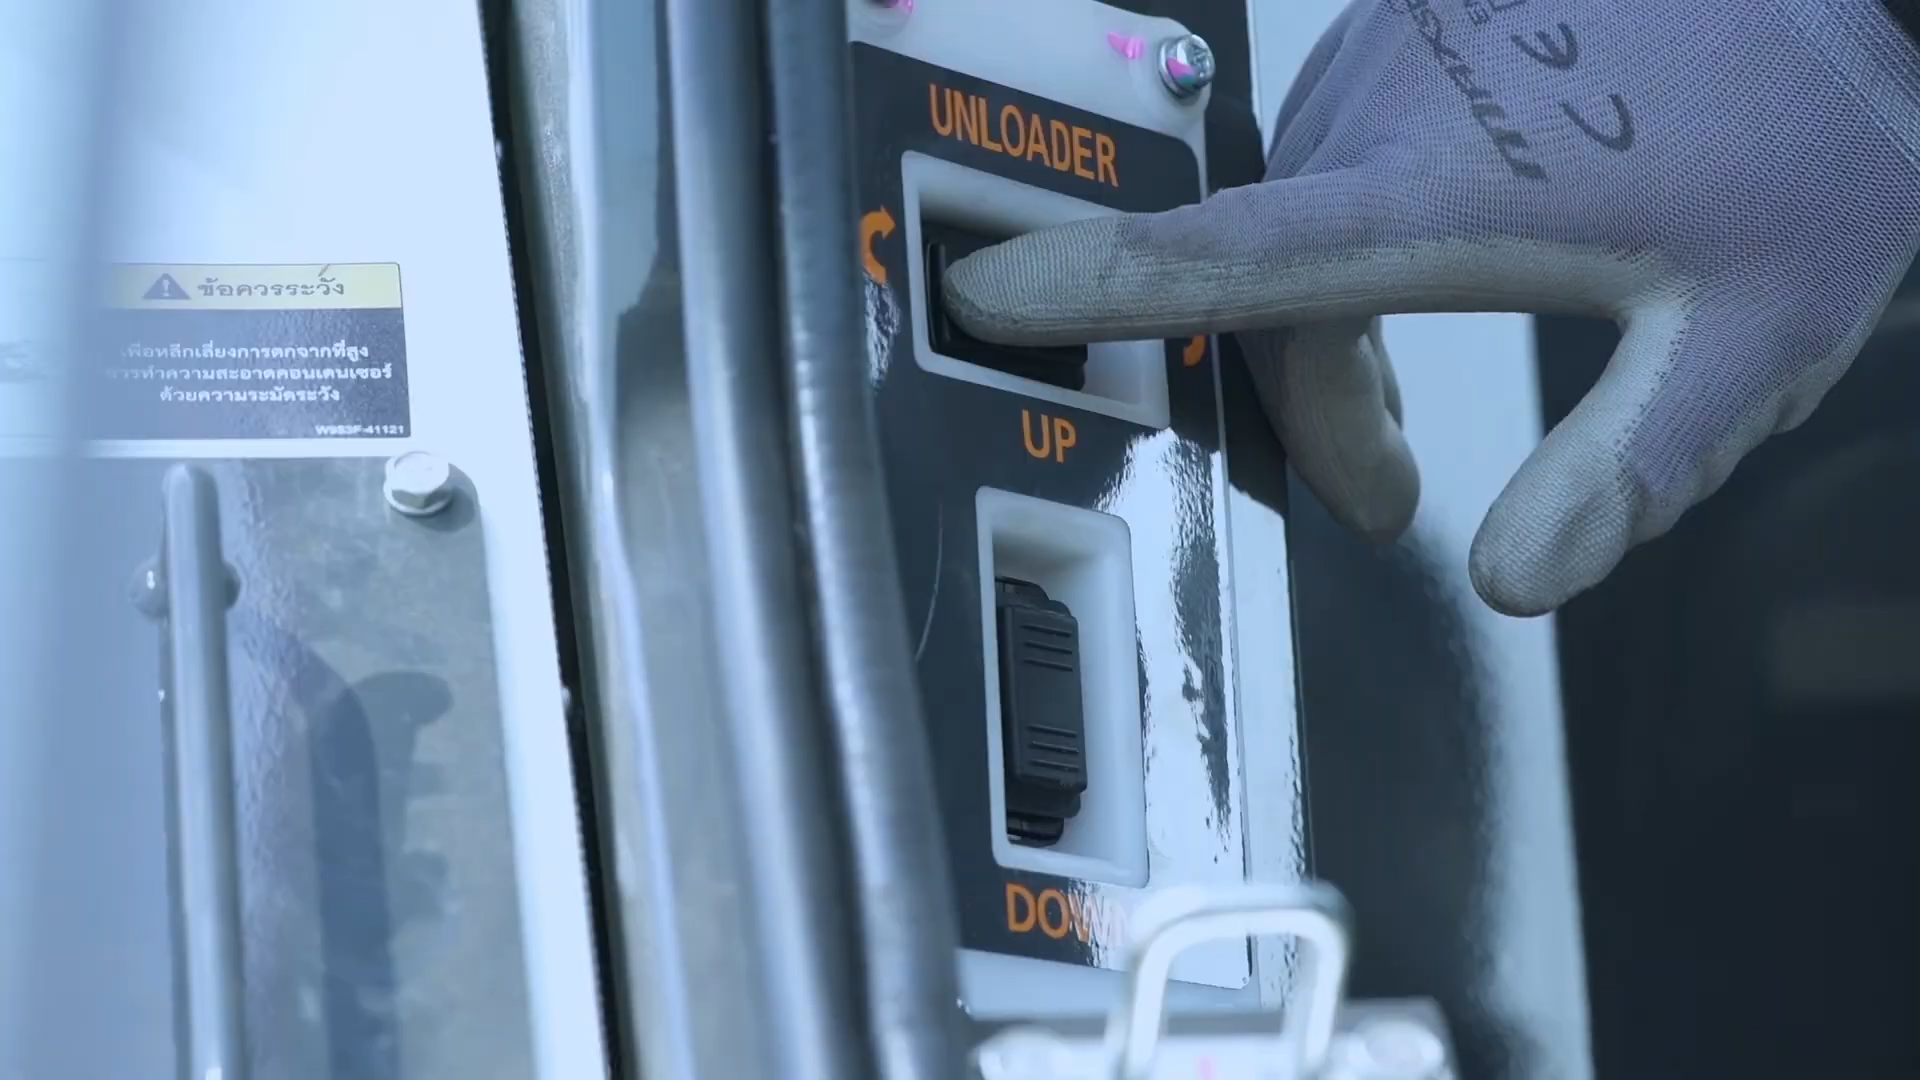 UNLOADER
UP
DOWN
ข้อควรระวัง
เพื่อหลีกเลี่ยงการตกจากที่สูง
ควรทำความสะอาดคอนเดนเซอร์
ด้วยความระมัดระวัง
W9S3F-41121